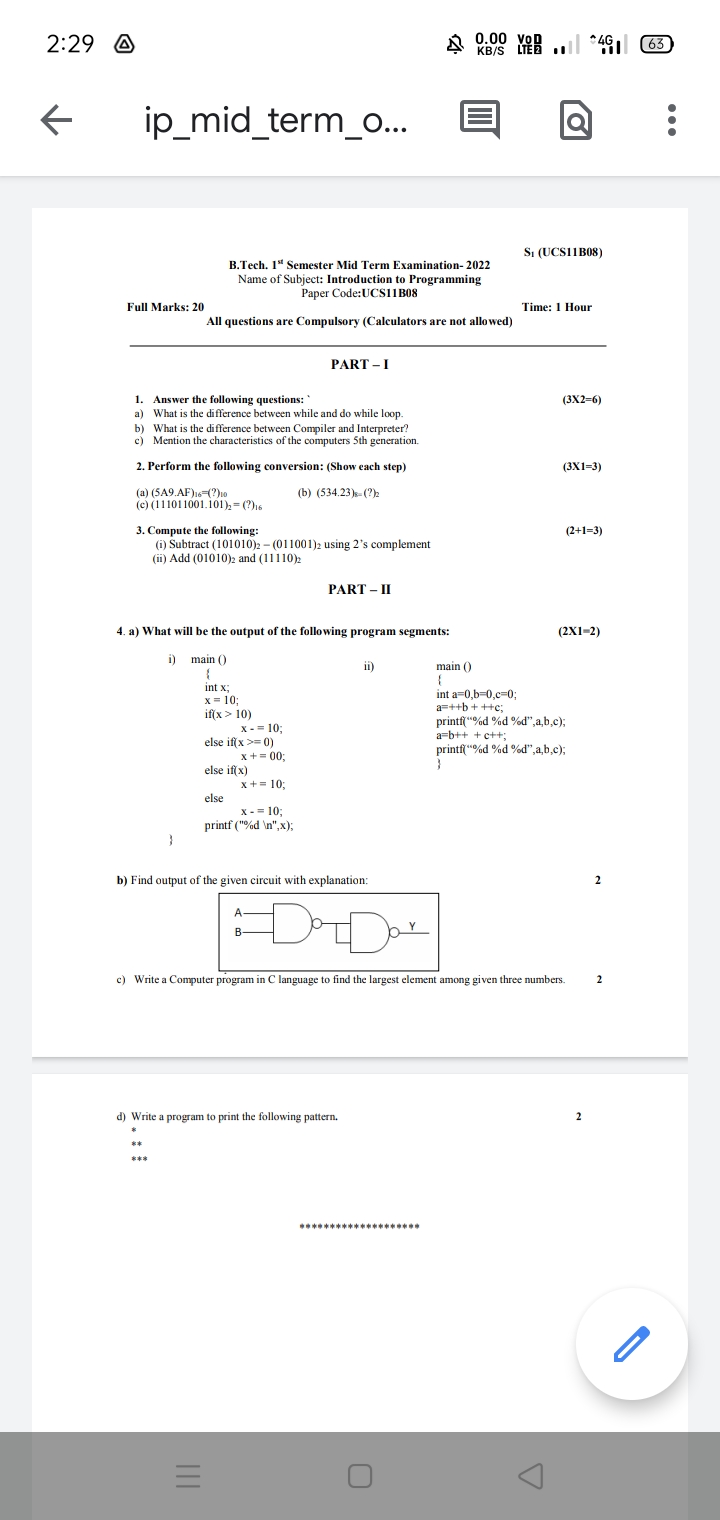 2:29
0.00 KB/S VoD LTE2 4G 63
ip_mid_term_o...
S1 (UCS11B08)
B.Tech. 1st Semester Mid Term Examination- 2022
Name of Subject: Introduction to Programming
Paper Code:UCS11B08
Full Marks: 20 Time: 1 Hour
All questions are Compulsory (Calculators are not allowed)
PART – I
1. Answer the following questions: ` (3X2=6)
a) What is the difference between while and do while loop.
b) What is the difference between Compiler and Interpreter?
c) Mention the characteristics of the computers 5th generation.
2. Perform the following conversion: (Show each step) (3X1=3)
(a) (5A9.AF)16=(?)10 (b) (534.23)8=(?)2
(c) (111011001.101)2 = (?)16
3. Compute the following: (2+1=3)
(i) Subtract (101010)2 – (011001)2 using 2’s complement
(ii) Add (01010)2 and (11110)2
PART – II
4. a) What will be the output of the following program segments: (2X1=2)
i) main ()
{
int x;
x = 10;
if(x > 10)
x - = 10;
else if(x >= 0)
x + = 00;
else if(x)
x + = 10;
else
x - = 10;
printf ("%d \n",x);
}
ii) main ()
{
int a=0,b=0,c=0;
a=++b + ++c;
printf(“%d %d %d”,a,b,c);
a=b++ + c++;
printf(“%d %d %d”,a,b,c);
}
b) Find output of the given circuit with explanation: 2
A
B
Y
c) Write a Computer program in C language to find the largest element among given three numbers. 2
d) Write a program to print the following pattern. 2
*
**
***
********************